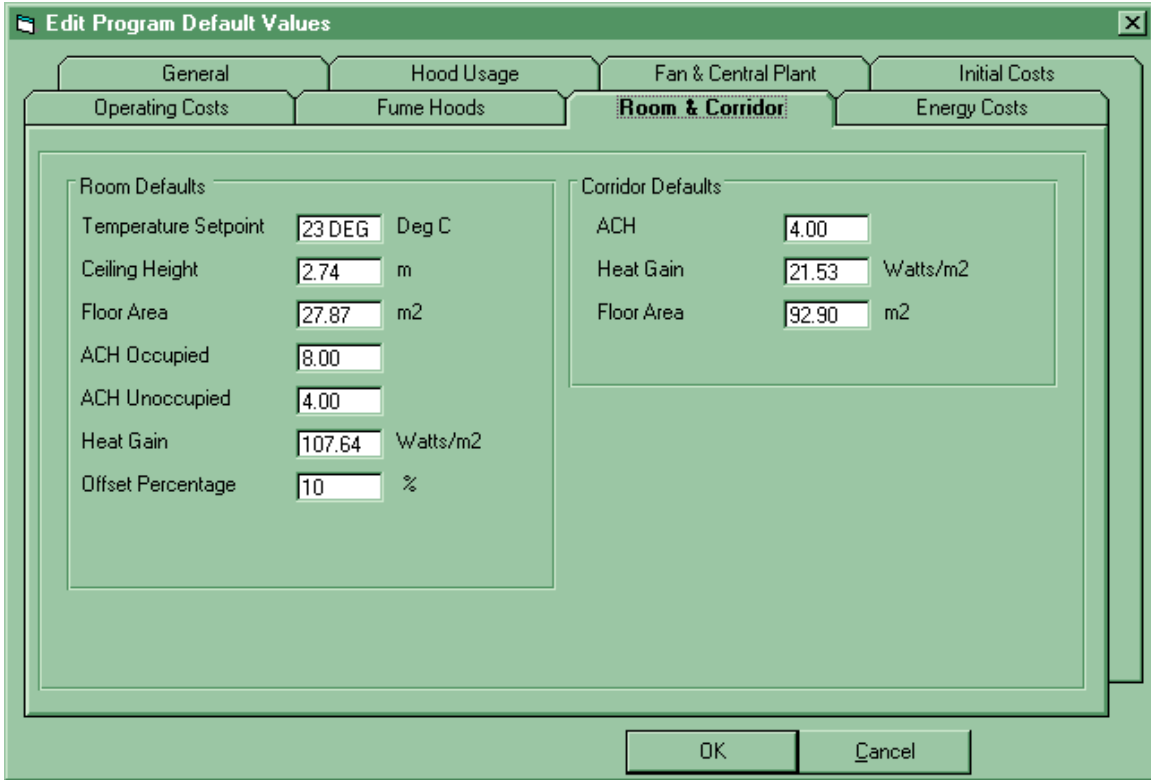 Edit Program Default Values
General Hood Usage Fan & Central Plant Initial Costs
Operating Costs Fume Hoods Room & Corridor Energy Costs
Room Defaults
Temperature Setpoint 23 DEG Deg C
Ceiling Height 2.74 m
Floor Area 27.87 m2
ACH Occupied 8.00
ACH Unoccupied 4.00
Heat Gain 107.64 Watts/m2
Offset Percentage 10 %
Corridor Defaults
ACH 4.00
Heat Gain 21.53 Watts/m2
Floor Area 92.90 m2
OK Cancel